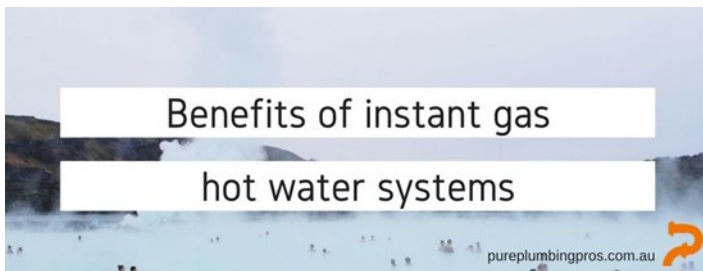 Benefits of instant gas
hot water systems
pureplumbingpros.com.au